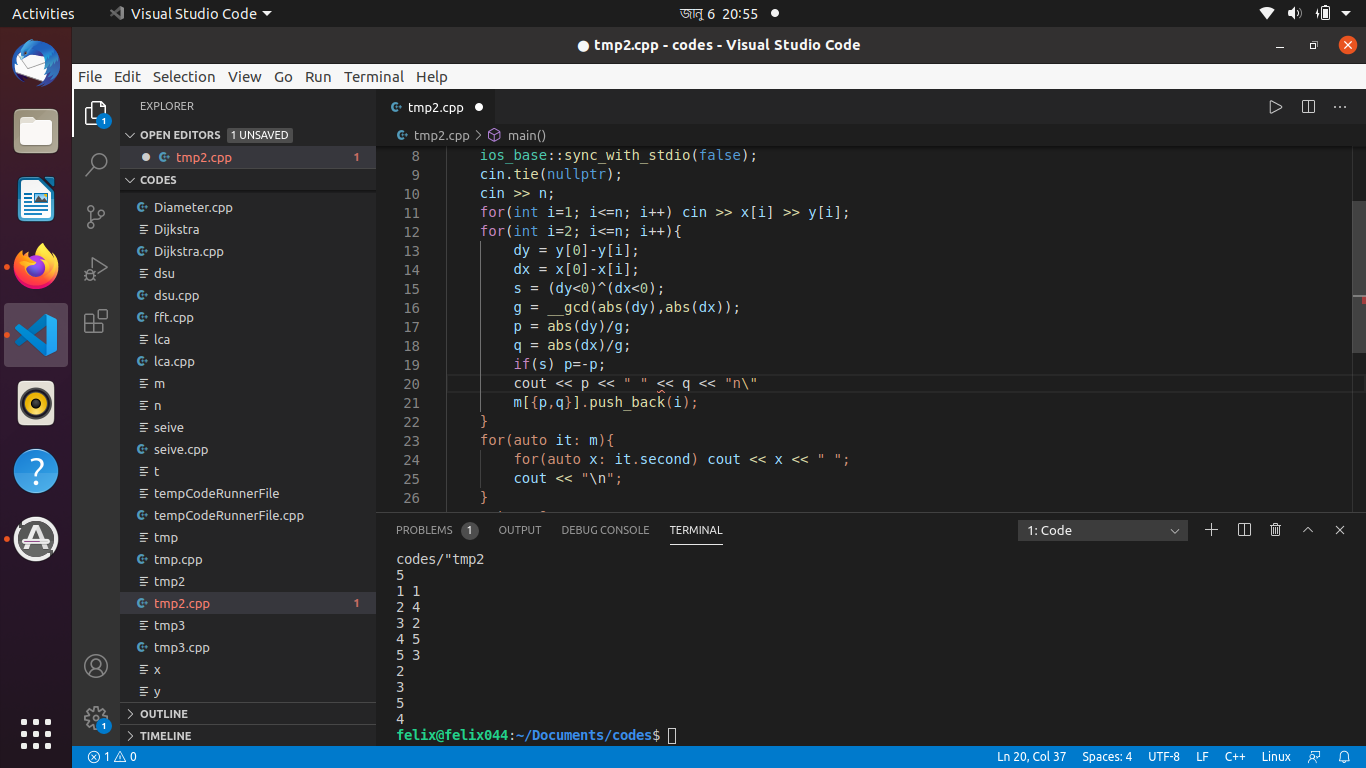 Activities Visual Studio Code জানু 6 20:55
tmp2.cpp - codes - Visual Studio Code
File Edit Selection View Go Run Terminal Help
1
EXPLORER
OPEN EDITORS 1 UNSAVED
tmp2.cpp 1
CODES
Diameter.cpp
Dijkstra
Dijkstra.cpp
dsu
dsu.cpp
fft.cpp
lca
lca.cpp
m
n
seive
seive.cpp
t
tempCodeRunnerFile
tempCodeRunnerFile.cpp
tmp
tmp.cpp
tmp2
tmp2.cpp 1
tmp3
tmp3.cpp
x
y
OUTLINE
TIMELINE
1
tmp2.cpp
tmp2.cpp > main()
8 ios_base::sync_with_stdio(false);
9 cin.tie(nullptr);
10 cin >> n;
11 for(int i=1; i<=n; i++) cin >> x[i] >> y[i];
12 for(int i=2; i<=n; i++){
13 dy = y[0]-y[i];
14 dx = x[0]-x[i];
15 s = (dy<0)^(dx<0);
16 g = __gcd(abs(dy),abs(dx));
17 p = abs(dy)/g;
18 q = abs(dx)/g;
19 if(s) p=-p;
20 cout << p << " " << q << "n\"
21 m[{p,q}].push_back(i);
22 }
23 for(auto it: m){
24 for(auto x: it.second) cout << x << " ";
25 cout << "\n";
26 }
PROBLEMS 1 OUTPUT DEBUG CONSOLE TERMINAL 1: Code
codes/"tmp2
5
1 1
2 4
3 2
4 5
5 3
2
3
5
4
felix@felix044:~/Documents/codes$
1 0 Ln 20, Col 37 Spaces: 4 UTF-8 LF C++ Linux